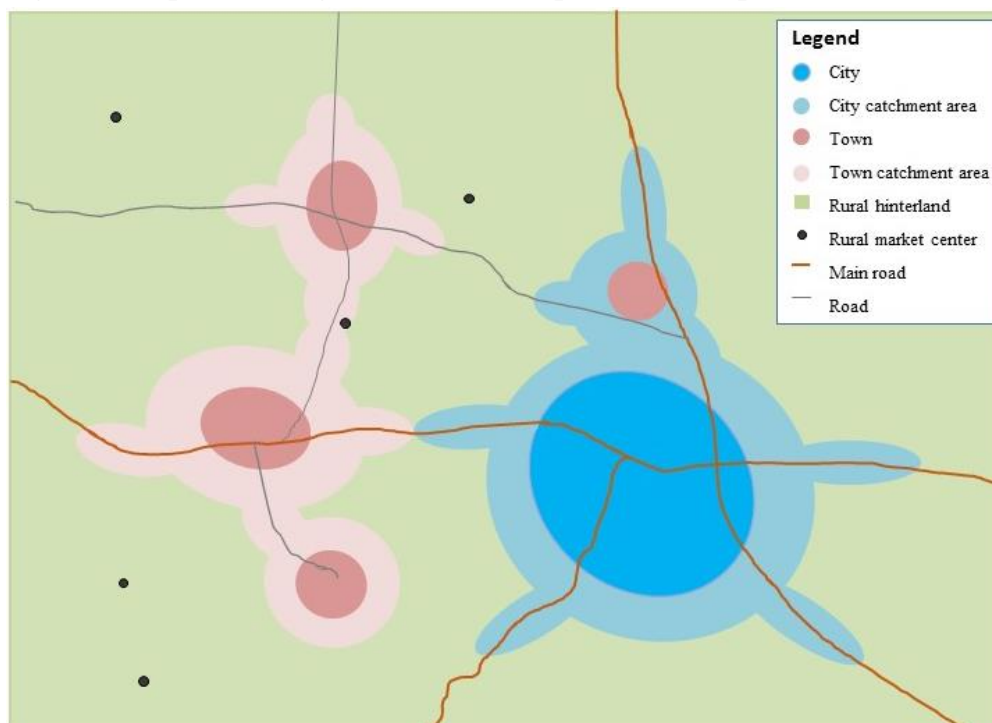 Legend
City
City catchment area
Town
Town catchment area
Rural hinterland
Rural market center
Main road
Road